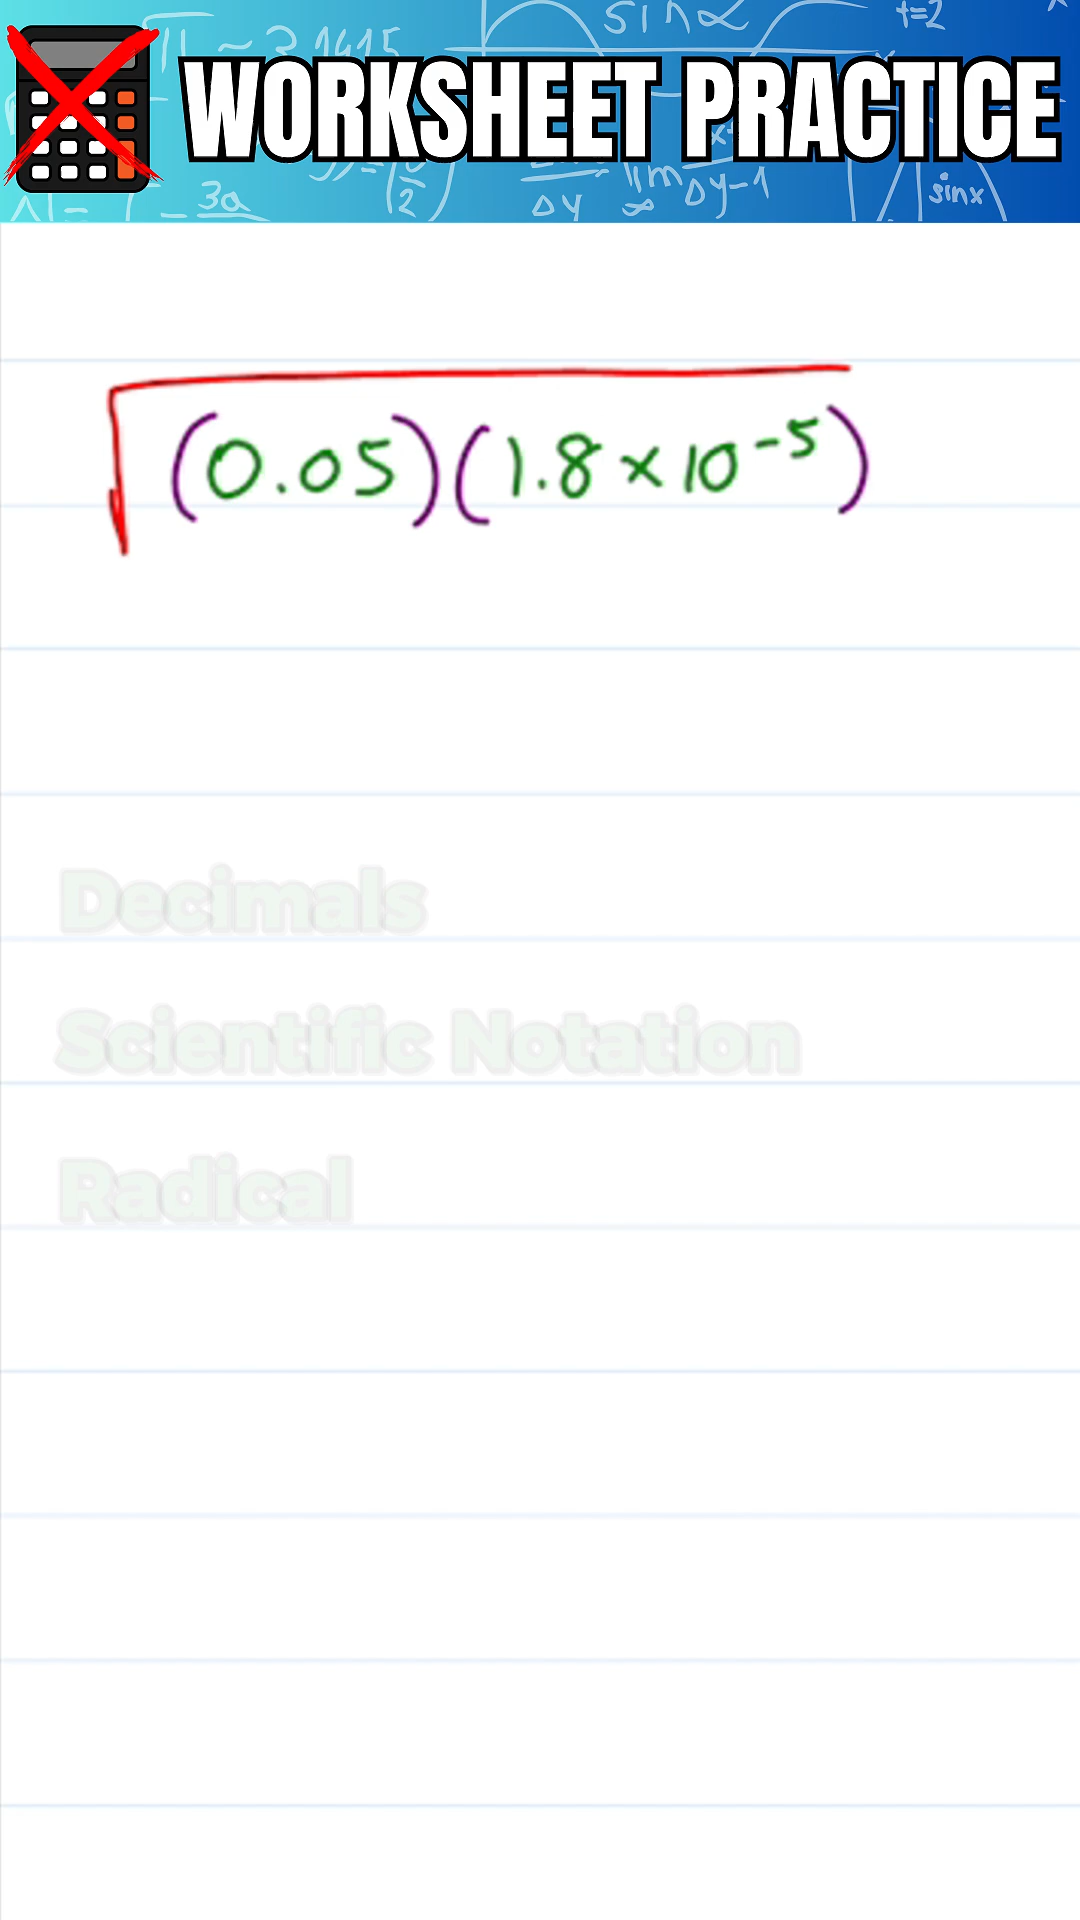 WORKSHEET PRACTICE
√(0.05)(1.8 × 10⁻⁵)
Decimals
Scientific Notation
Radical